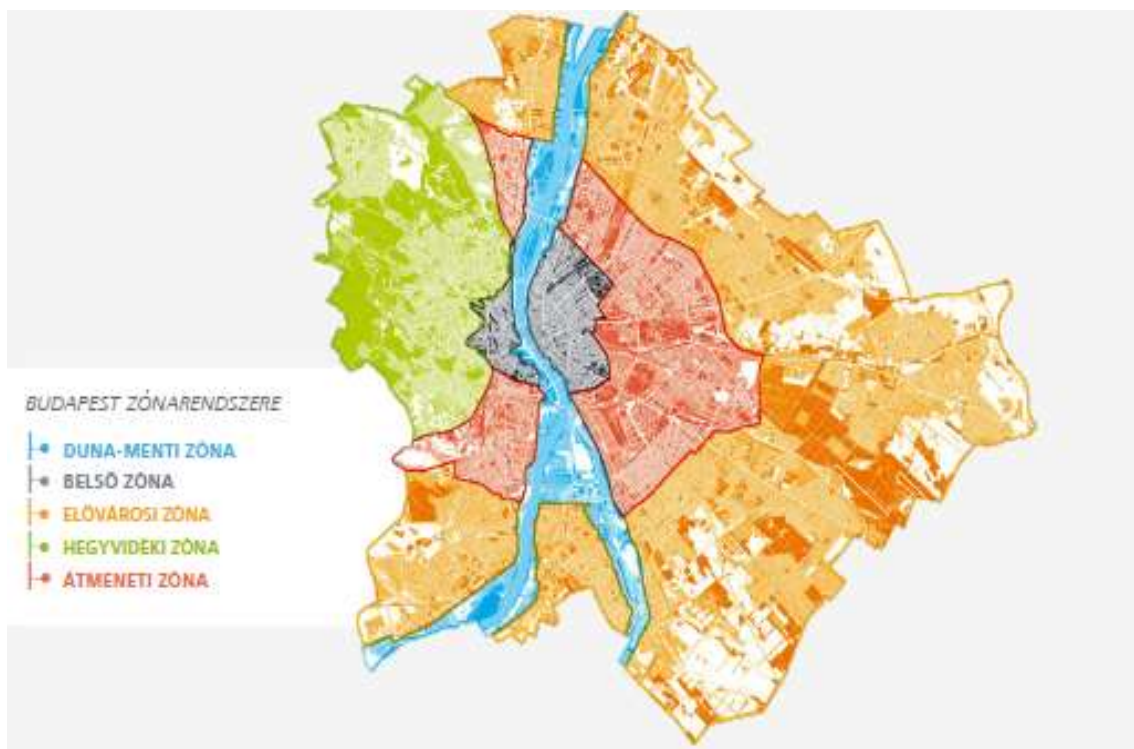 BUDAPEST ZÓNARENDSZERE
DUNA-MENTI ZÓNA
BELSŐ ZÓNA
ELŐVÁROSI ZÓNA
HEGYVIDÉKI ZÓNA
ÁTMENETI ZÓNA